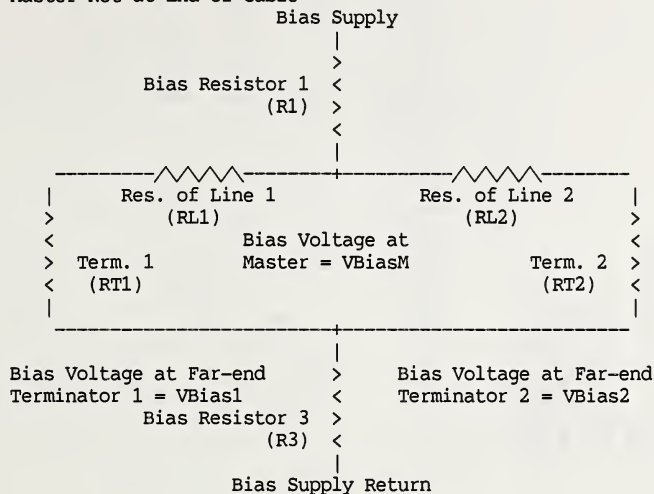 Master Not at End of Cable
Bias Supply
Bias Resistor 1
(R1)
Res. of Line 1 Res. of Line 2
(RL1) (RL2)
Bias Voltage at
Term. 1 Master = VBiasM Term. 2
(RT1) (RT2)
Bias Voltage at Far-end Bias Voltage at Far-end
Terminator 1 = VBias1 Terminator 2 = VBias2
Bias Resistor 3
(R3)
Bias Supply Return